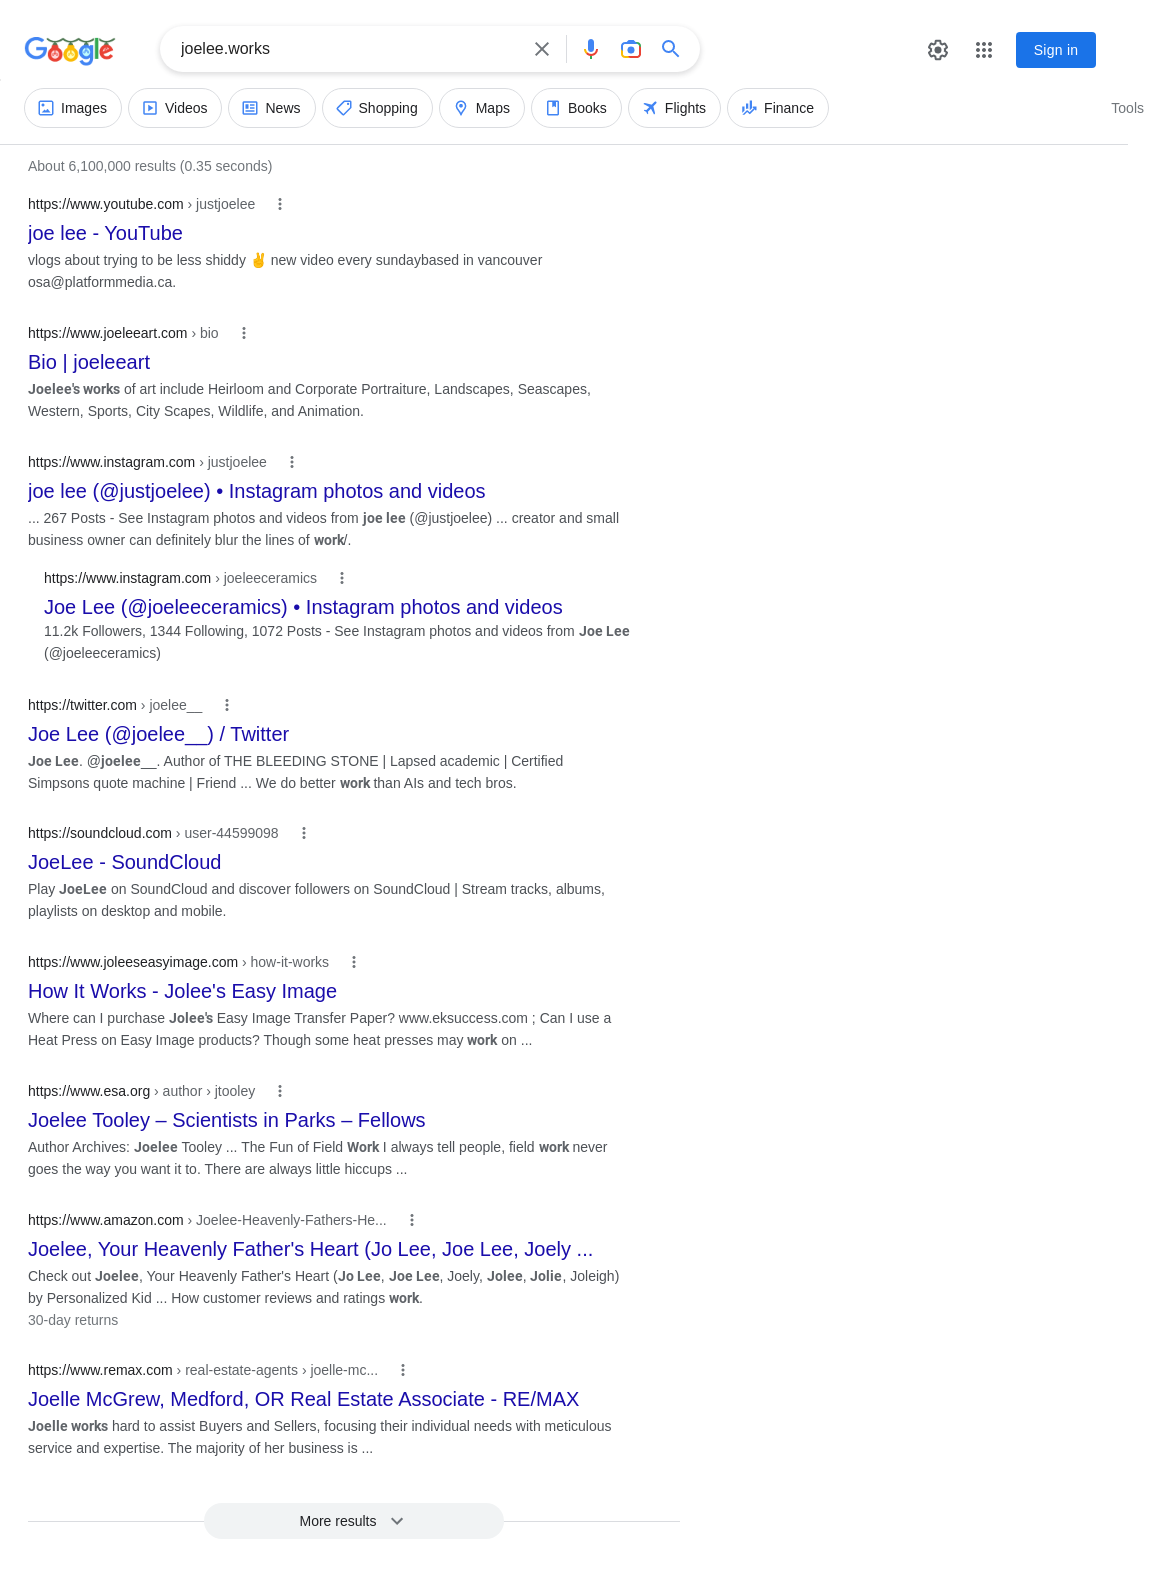 Google
joelee.works
Sign in
Images
Videos
News
Shopping
Maps
Books
Flights
Finance
Tools
About 6,100,000 results (0.35 seconds)
https://www.youtube.com › justjoelee
joe lee - YouTube
vlogs about trying to be less shiddy ✌️ new video every sundaybased in vancouver
osa@platformmedia.ca.
https://www.joeleeart.com › bio
Bio | joeleeart
Joelee's works of art include Heirloom and Corporate Portraiture, Landscapes, Seascapes,
Western, Sports, City Scapes, Wildlife, and Animation.
https://www.instagram.com › justjoelee
joe lee (@justjoelee) • Instagram photos and videos
... 267 Posts - See Instagram photos and videos from joe lee (@justjoelee) ... creator and small
business owner can definitely blur the lines of work/.
https://www.instagram.com › joeleeceramics
Joe Lee (@joeleeceramics) • Instagram photos and videos
11.2k Followers, 1344 Following, 1072 Posts - See Instagram photos and videos from Joe Lee
(@joeleeceramics)
https://twitter.com › joelee__
Joe Lee (@joelee__) / Twitter
Joe Lee. @joelee__. Author of THE BLEEDING STONE | Lapsed academic | Certified
Simpsons quote machine | Friend ... We do better work than AIs and tech bros.
https://soundcloud.com › user-44599098
JoeLee - SoundCloud
Play JoeLee on SoundCloud and discover followers on SoundCloud | Stream tracks, albums,
playlists on desktop and mobile.
https://www.joleeseasyimage.com › how-it-works
How It Works - Jolee's Easy Image
Where can I purchase Jolee's Easy Image Transfer Paper? www.eksuccess.com ; Can I use a
Heat Press on Easy Image products? Though some heat presses may work on ...
https://www.esa.org › author › jtooley
Joelee Tooley – Scientists in Parks – Fellows
Author Archives: Joelee Tooley ... The Fun of Field Work I always tell people, field work never
goes the way you want it to. There are always little hiccups ...
https://www.amazon.com › Joelee-Heavenly-Fathers-He...
Joelee, Your Heavenly Father's Heart (Jo Lee, Joe Lee, Joely ...
Check out Joelee, Your Heavenly Father's Heart (Jo Lee, Joe Lee, Joely, Jolee, Jolie, Joleigh)
by Personalized Kid ... How customer reviews and ratings work.
30-day returns
https://www.remax.com › real-estate-agents › joelle-mc...
Joelle McGrew, Medford, OR Real Estate Associate - RE/MAX
Joelle works hard to assist Buyers and Sellers, focusing their individual needs with meticulous
service and expertise. The majority of her business is ...
More results